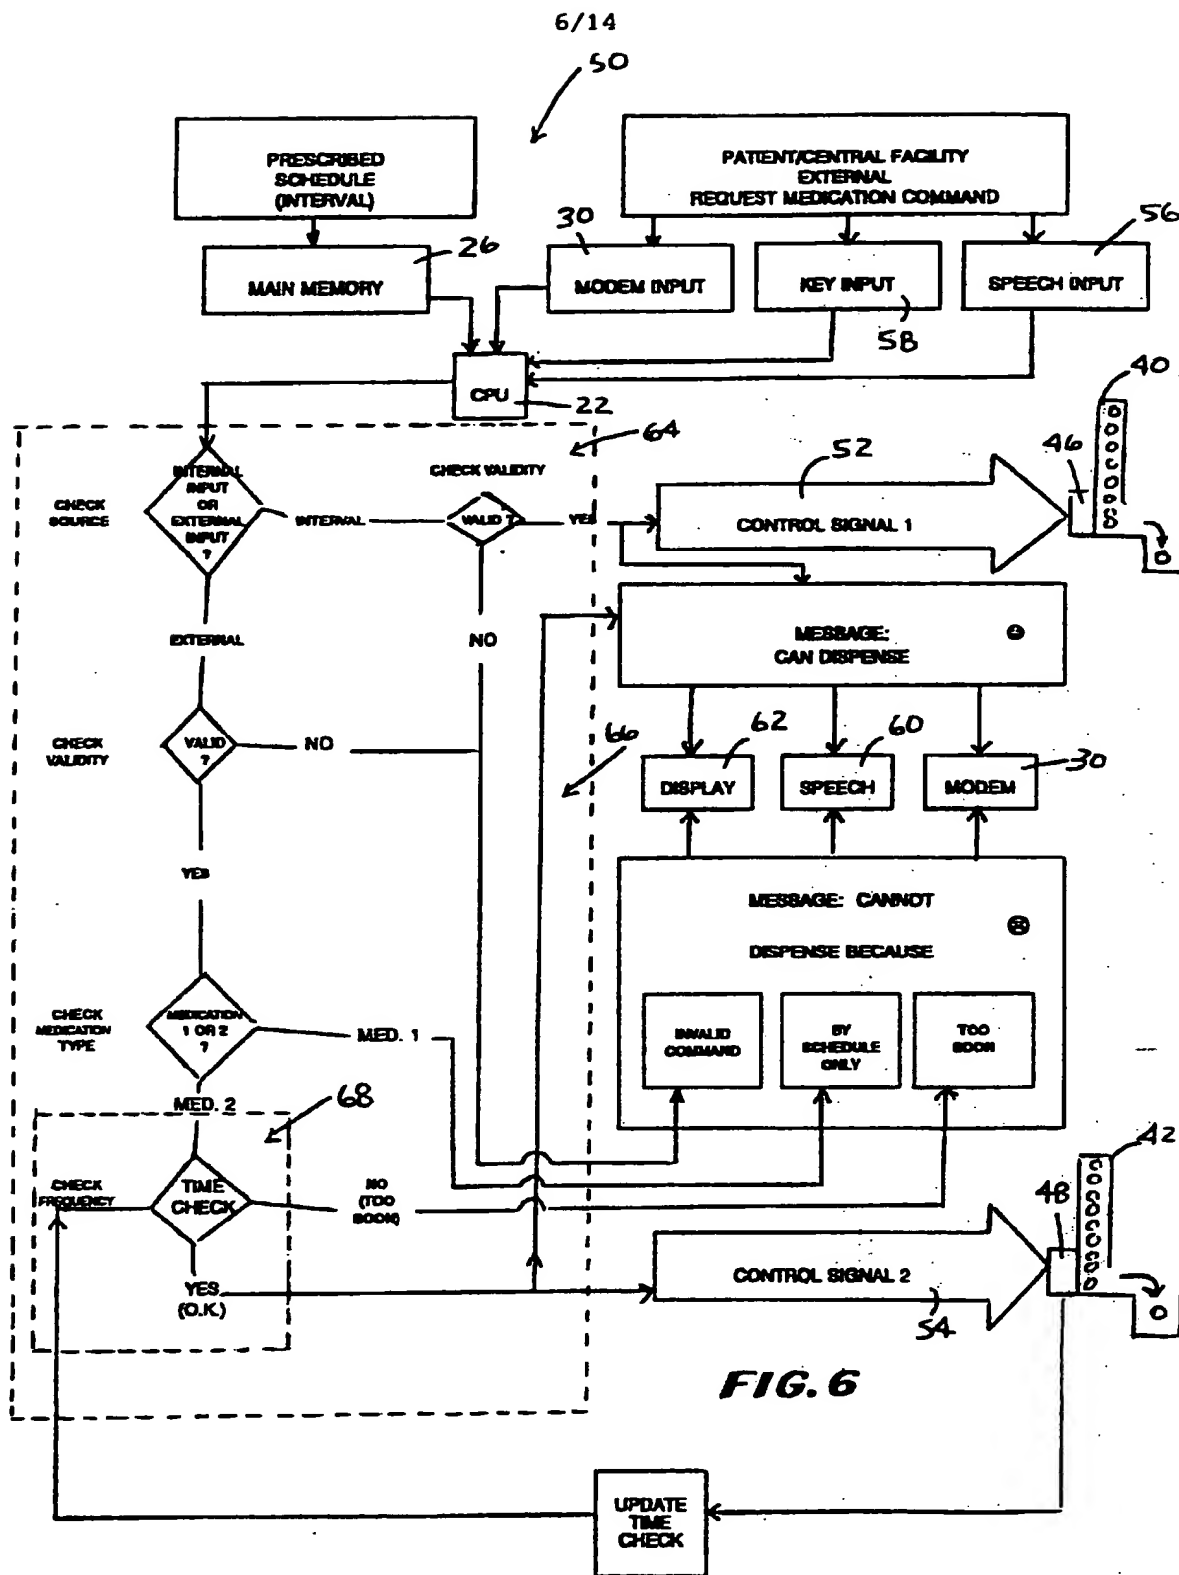 6/14
50
PRESCRIBED
SCHEDULE
(INTERVAL)
PATIENT/CENTRAL FACILITY
EXTERNAL
REQUEST MEDICATION COMMAND
26
MAIN MEMORY
30
MODEM INPUT
KEY INPUT
58
56
SPEECH INPUT
CPU
22
64
CHECK
SOURCE
INTERNAL
INPUT
OR
EXTERNAL
INPUT
?
INTERVAL
CHECK VALIDITY
VALID ?
YES
52
CONTROL SIGNAL 1
46
40
EXTERNAL
NO
MESSAGE:
CAN DISPENSE
CHECK
VALIDITY
VALID
?
NO
66
62
DISPLAY
60
SPEECH
30
MODEM
YES
MESSAGE: CANNOT
DISPENSE BECAUSE
CHECK
MEDICATION
TYPE
MEDICATION
1 OR 2
?
MED. 1
INVALID
COMMAND
BY
SCHEDULE
ONLY
TOO
SOON
MED. 2
68
CHECK
FREQUENCY
TIME
CHECK
NO
(TOO
SOON)
YES
(O.K.)
CONTROL SIGNAL 2
54
48
42
FIG. 6
UPDATE
TIME
CHECK